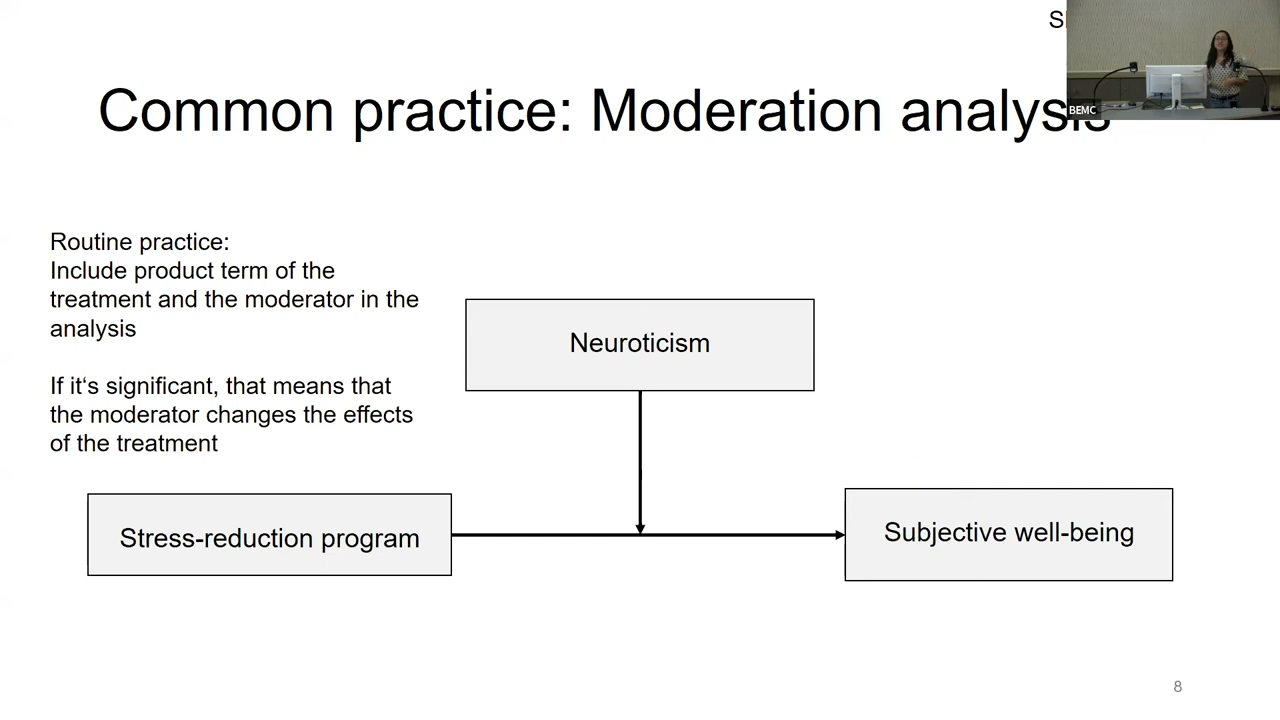 Common practice: Moderation analysis
BEMC
Routine practice:
Include product term of the
treatment and the moderator in the
analysis
If it‘s significant, that means that
the moderator changes the effects
of the treatment
Neuroticism
Stress-reduction program
Subjective well-being
8